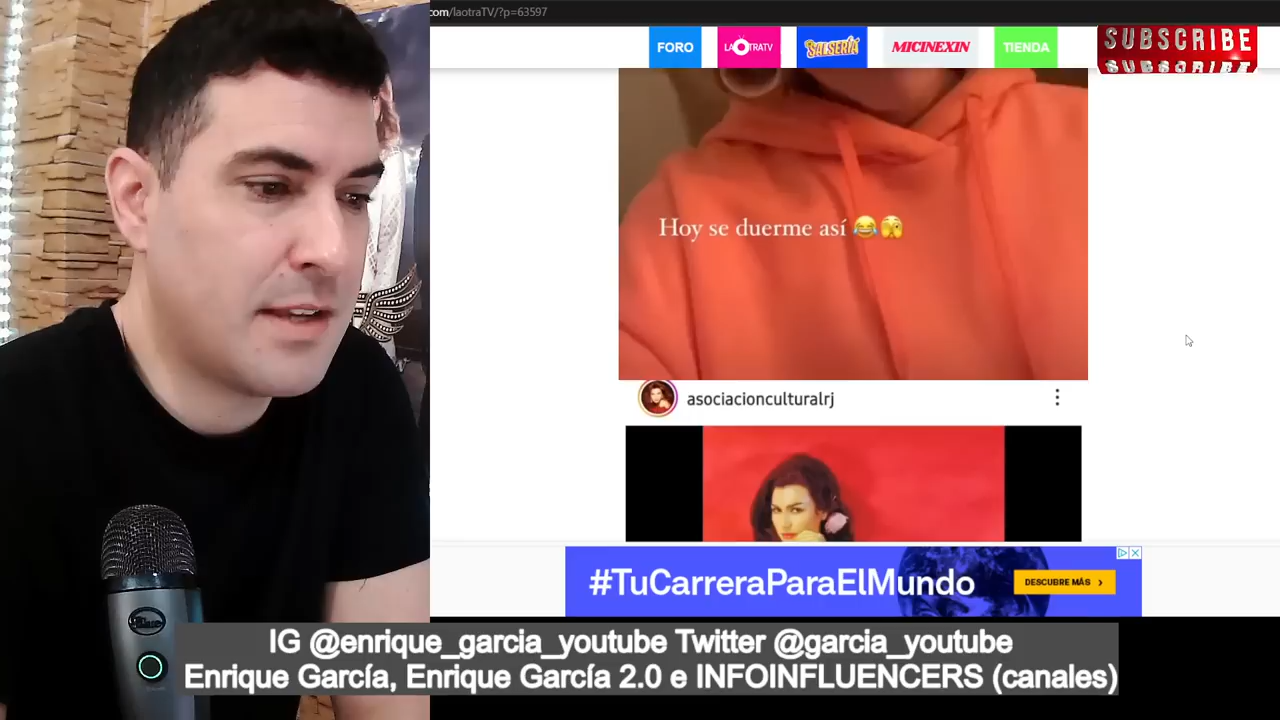 com/laotraTV/?p=63597
FORO
LAOTRATV
SALSERÍA
MICINEXIN
TIENDA
SUBSCRIBE
Hoy se duerme así 😂🫣
asociacionculturalrj
#TuCarreraParaElMundo
DESCUBRE MÁS >
Blue
IG @enrique_garcia_youtube Twitter @garcia_youtube
Enrique García, Enrique García 2.0 e INFOINFLUENCERS (canales)